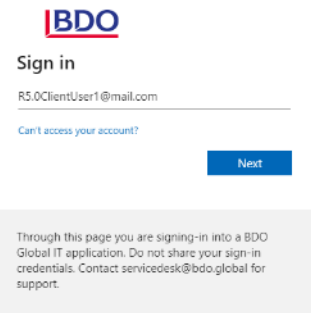 BDO
Sign in
R5.0ClientUser1@mail.com
Can't access your account?
Next
Through this page you are signing-in into a BDO
Global IT application. Do not share your sign-in
credentials. Contact servicedesk@bdo.global for
support.